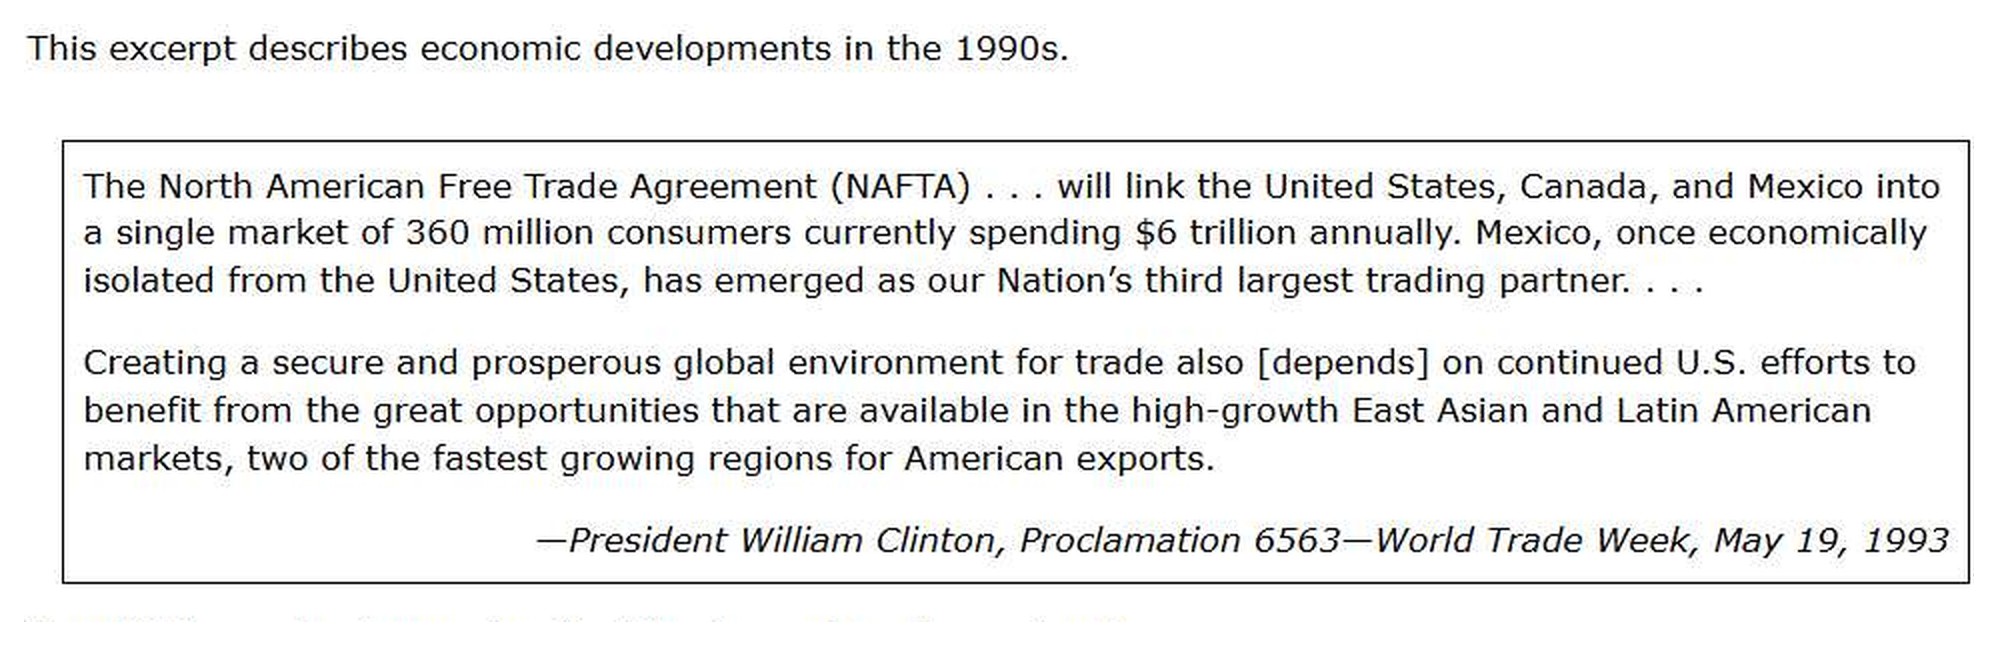 This excerpt describes economic developments in the 1990s.
The North American Free Trade Agreement (NAFTA) . . . will link the United States, Canada, and Mexico into
a single market of 360 million consumers currently spending $6 trillion annually. Mexico, once economically
isolated from the United States, has emerged as our Nation’s third largest trading partner. . . .
Creating a secure and prosperous global environment for trade also [depends] on continued U.S. efforts to
benefit from the great opportunities that are available in the high-growth East Asian and Latin American
markets, two of the fastest growing regions for American exports.
—President William Clinton, Proclamation 6563—World Trade Week, May 19, 1993